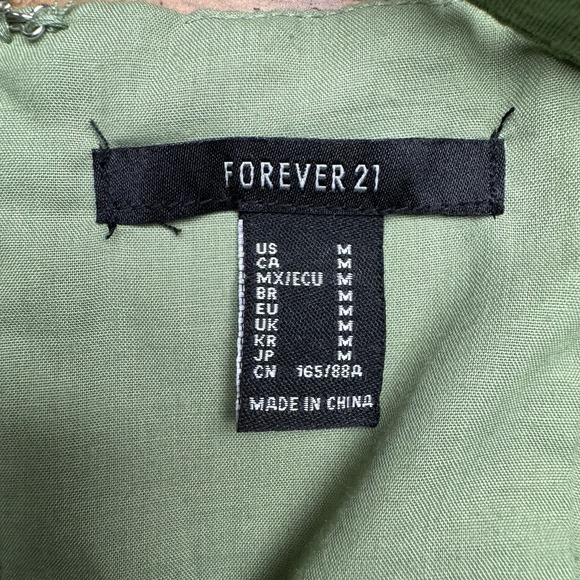 FOREVER 21
US M
CA M
MX/ECU M
BR M
EU M
UK M
KR M
JP M
CN 165/88A
MADE IN CHINA